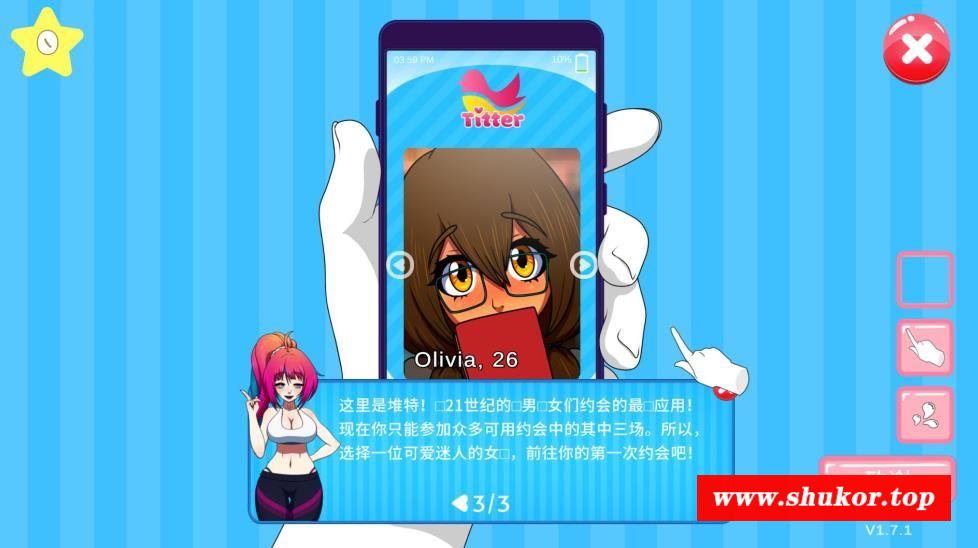 03:59 PM
10%
Titter
Olivia, 26
这里是堆特！□21世纪的□男□女们约会的最□应用！
现在你只能参加众多可用约会中的其中三场。所以，
选择一位可爱迷人的女□，前往你的第一次约会吧！
3/3
www.shukor.top
V1.7.1